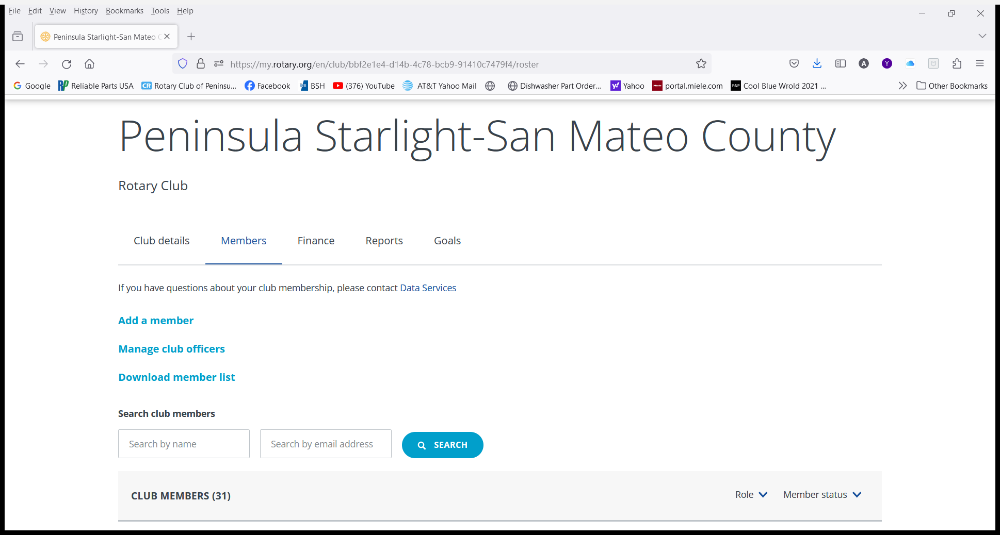 File Edit View History Bookmarks Tools Help
Peninsula Starlight-San Mateo
https://my.rotary.org/en/club/bbf2e1e4-d14b-4c78-bcb9-91410c7479f4/roster
A
Y
Google Reliable Parts USA CR Rotary Club of Peninsu... Facebook BSH (376) YouTube AT&T Yahoo Mail Dishwasher Part Order... y! Yahoo portal.miele.com F&P Cool Blue Wrold 2021 ... Other Bookmarks
Peninsula Starlight-San Mateo County
Rotary Club
Club details Members Finance Reports Goals
If you have questions about your club membership, please contact Data Services
Add a member
Manage club officers
Download member list
Search club members
Search by name Search by email address SEARCH
CLUB MEMBERS (31) Role Member status